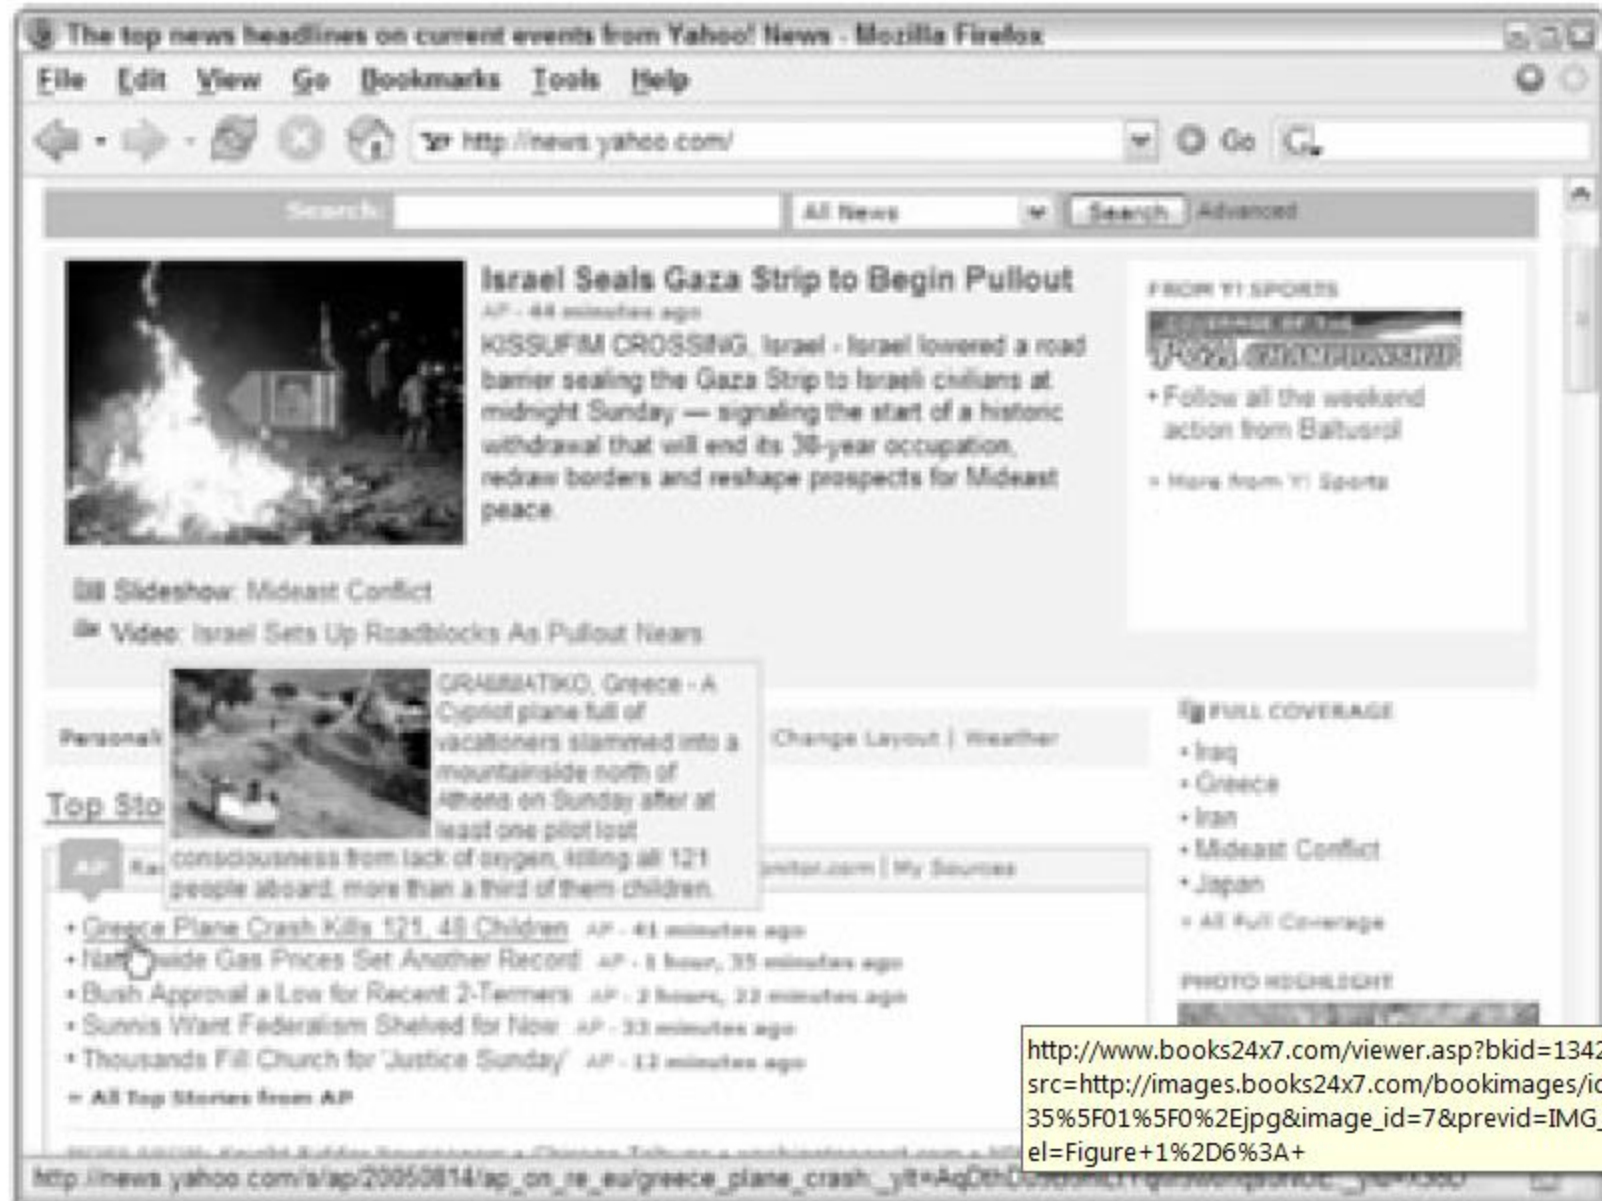 The top news headlines on current events from Yahoo! News - Mozilla Firefox
File Edit View Go Bookmarks Tools Help
http://news.yahoo.com/ Go
Search: All News Search Advanced
Israel Seals Gaza Strip to Begin Pullout
AP - 44 minutes ago
KISSUFIM CROSSING, Israel - Israel lowered a road
barrier sealing the Gaza Strip to Israeli civilians at
midnight Sunday — signaling the start of a historic
withdrawal that will end its 38-year occupation,
redraw borders and reshape prospects for Mideast
peace.
FROM Y! SPORTS
COVERAGE OF THE
PGA CHAMPIONSHIP
• Follow all the weekend
action from Baltusrol
» More from Y! Sports
Slideshow: Mideast Conflict
Video: Israel Sets Up Roadblocks As Pullout Nears
GRAMMATIKO, Greece - A
Cypriot plane full of
vacationers slammed into a
mountainside north of
Athens on Sunday after at
least one pilot lost
consciousness from lack of oxygen, killing all 121
people aboard, more than a third of them children.
Personali Change Layout | Weather
Top Sto
AP onitor.com | My Sources
• Greece Plane Crash Kills 121, 48 Children AP - 41 minutes ago
• Nationwide Gas Prices Set Another Record AP - 1 hour, 35 minutes ago
• Bush Approval a Low for Recent 2-Termers AP - 2 hours, 22 minutes ago
• Sunnis Want Federalism Shelved for Now AP - 33 minutes ago
• Thousands Fill Church for 'Justice Sunday' AP - 12 minutes ago
» All Top Stories from AP
FULL COVERAGE
• Iraq
• Greece
• Iran
• Mideast Conflict
• Japan
» All Full Coverage
PHOTO HIGHLIGHT
http://www.books24x7.com/viewer.asp?bkid=1342
src=http://images.books24x7.com/bookimages/id
35%5F01%5F0%2Ejpg&image_id=7&previd=IMG_
el=Figure+1%2D6%3A+
http://news.yahoo.com/s/ap/20050814/ap_on_re_eu/greece_plane_crash;_ylt=